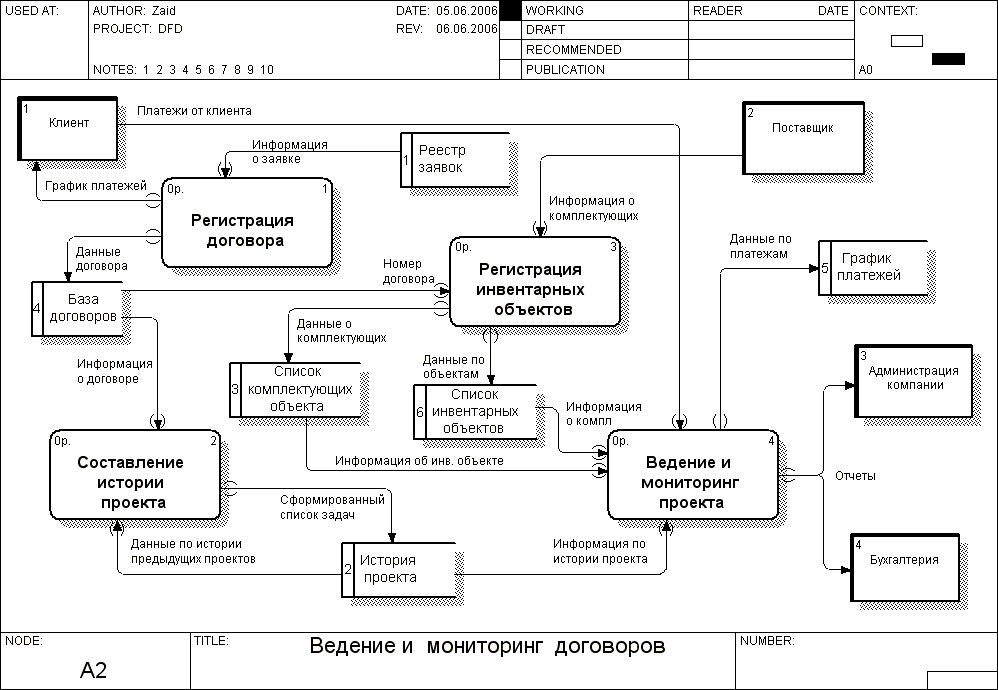 USED AT:
AUTHOR: Zaid
DATE: 05.06.2006
PROJECT: DFD
REV: 06.06.2006
NOTES: 1 2 3 4 5 6 7 8 9 10
WORKING
DRAFT
RECOMMENDED
PUBLICATION
READER
DATE
CONTEXT:
A0
1
Клиент
Платежи от клиента
2
Поставщик
Информация
о заявке
1
Реестр
заявок
График платежей
0р.
1
Регистрация
договора
Информация о
комплектующих
Данные
договора
Номер
договора
0р.
3
Регистрация
инвентарных
объектов
Данные по
платежам
5
График
платежей
4
База
договоров
Данные о
комплектующих
Информация
о договоре
Данные по
объектам
3
Список
комплектующих
объекта
6
Список
инвентарных
объектов
Информация
о компл
3
Администрация
компании
0р.
2
Составление
истории
проекта
Информация об инв. объекте
0р.
4
Ведение и
мониторинг
проекта
Отчеты
Сформированный
список задач
Данные по истории
предыдущих проектов
2
История
проекта
Информация по
истории проекта
4
Бухгалтерия
NODE:
A2
TITLE:
Ведение и мониторинг договоров
NUMBER: